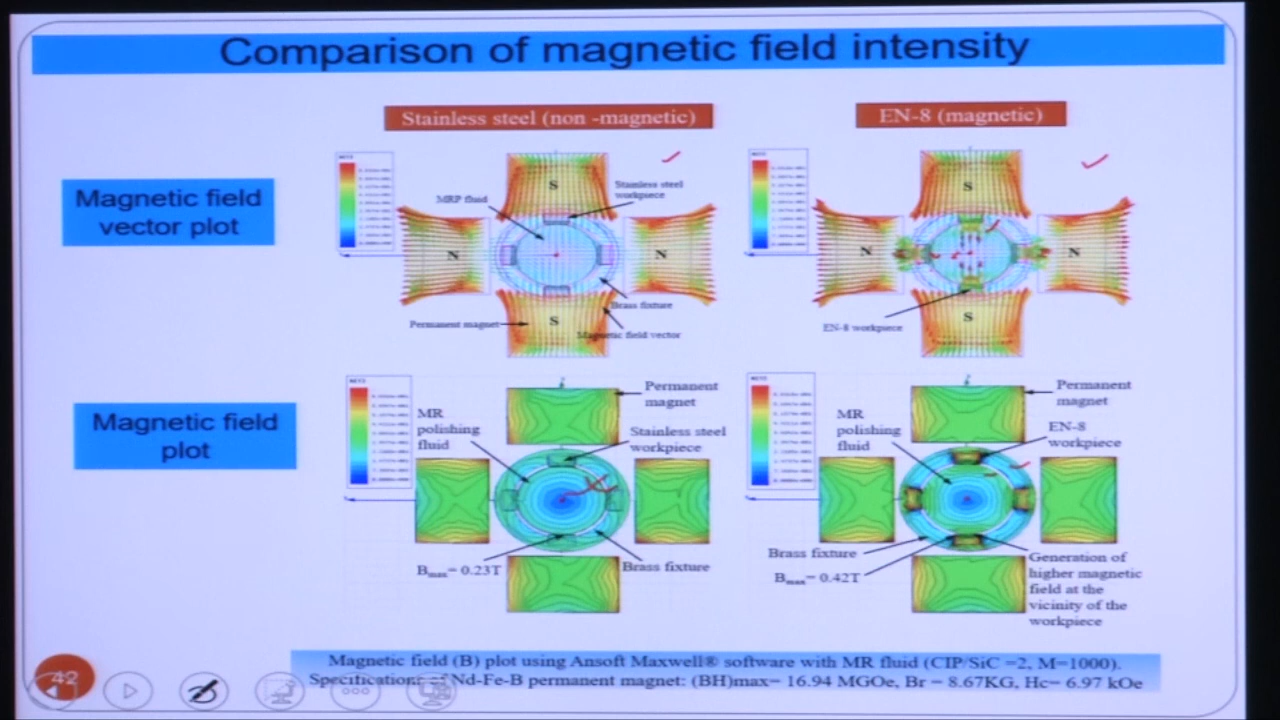 Comparison of magnetic field intensity
Stainless steel (non -magnetic)
EN-8 (magnetic)
Magnetic field
vector plot
S
MRP fluid
Stainless steel
workpiece
N
N
Brass fixture
Permanent magnet
S
Magnetic field vector
S
N
N
EN-8 workpiece
S
Magnetic field
plot
MR
polishing
fluid
Permanent
magnet
Stainless steel
workpiece
Bmax= 0.23T
Brass fixture
MR
polishing
fluid
Permanent
magnet
EN-8
workpiece
Brass fixture
Bmax= 0.42T
Generation of
higher magnetic
field at the
vicinity of the
workpiece
Magnetic field (B) plot using Ansoft Maxwell® software with MR fluid (CIP/SiC =2, M=1000).
Specifications of Nd-Fe-B permanent magnet: (BH)max= 16.94 MGOe, Br = 8.67KG, Hc= 6.97 kOe
42